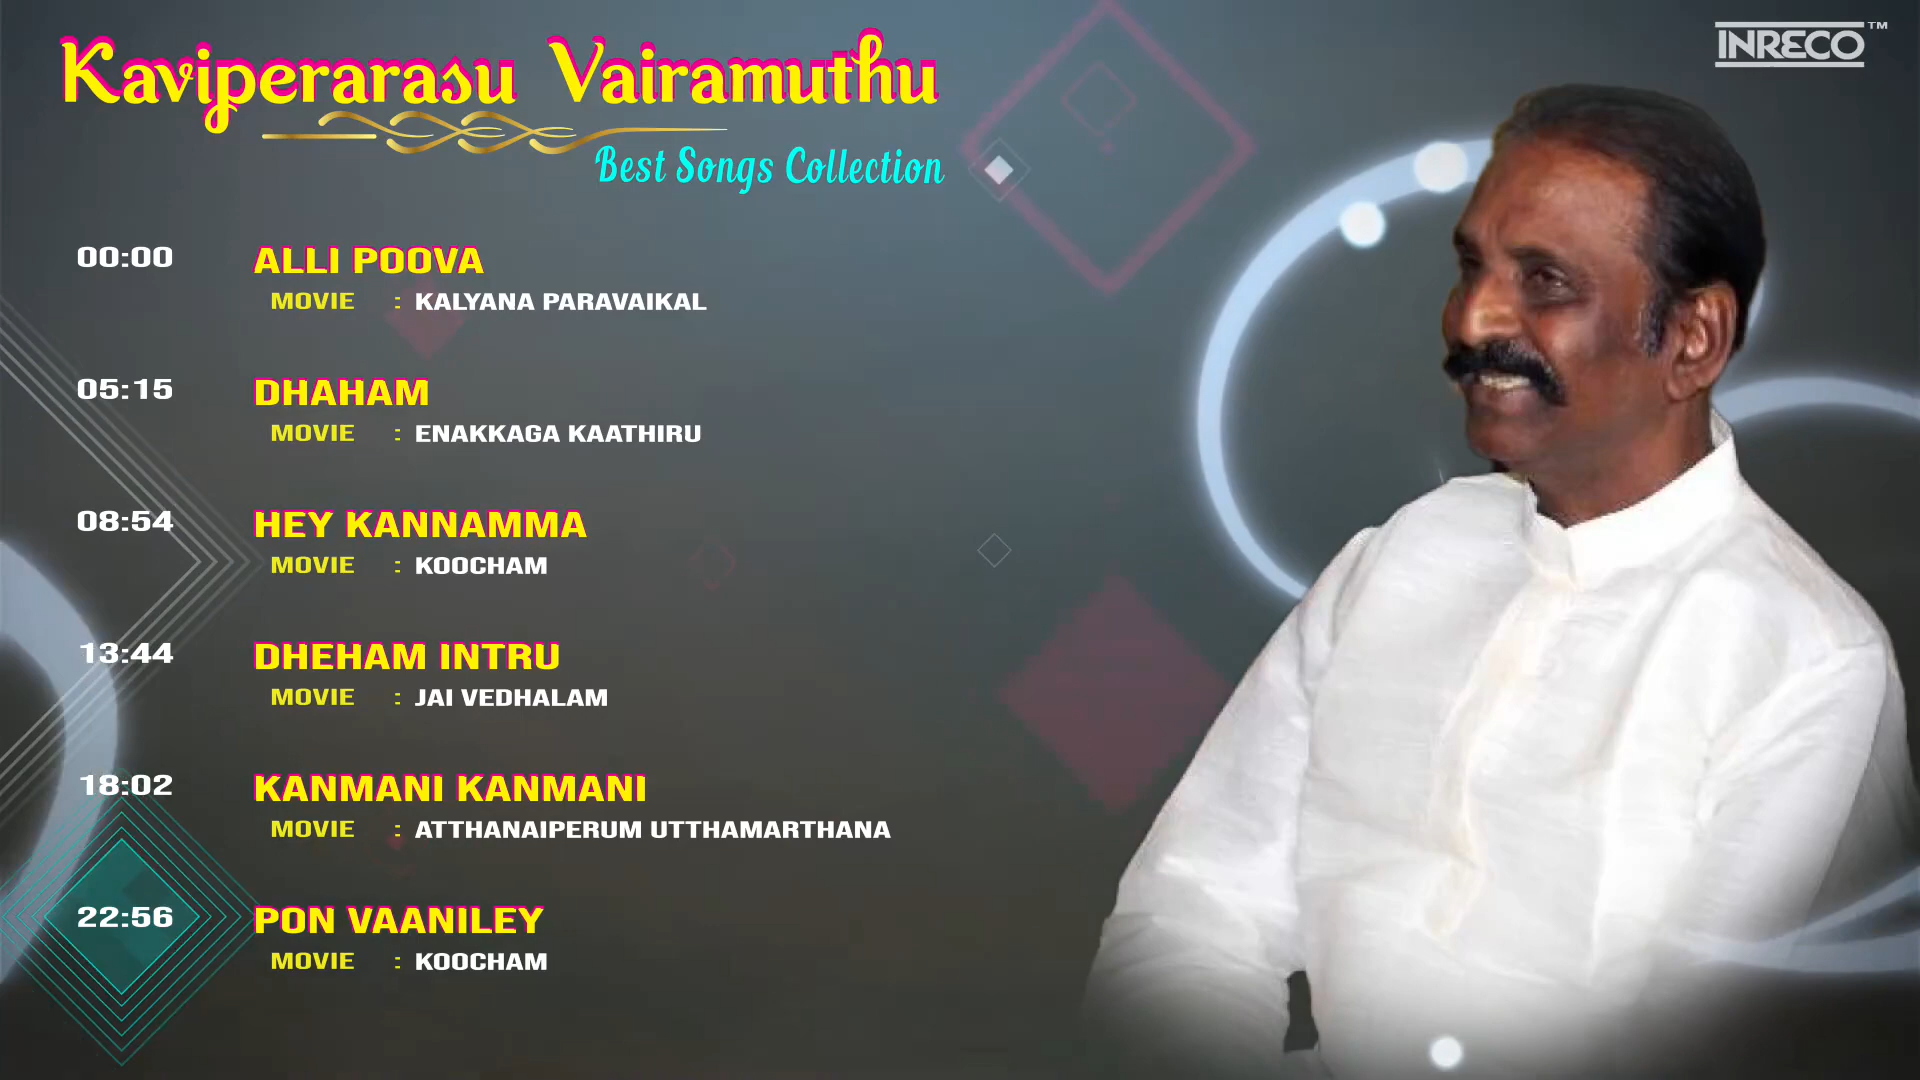 INRECO™
Kaviperarasu Vairamuthu
Best Songs Collection
00:00 ALLI POOVA
MOVIE : KALYANA PARAVAIKAL
05:15 DHAHAM
MOVIE : ENAKKAGA KAATHIRU
08:54 HEY KANNAMMA
MOVIE : KOOCHAM
13:44 DHEHAM INTRU
MOVIE : JAI VEDHALAM
18:02 KANMANI KANMANI
MOVIE : ATTHANAIPERUM UTTHAMARTHANA
22:56 PON VAANILEY
MOVIE : KOOCHAM